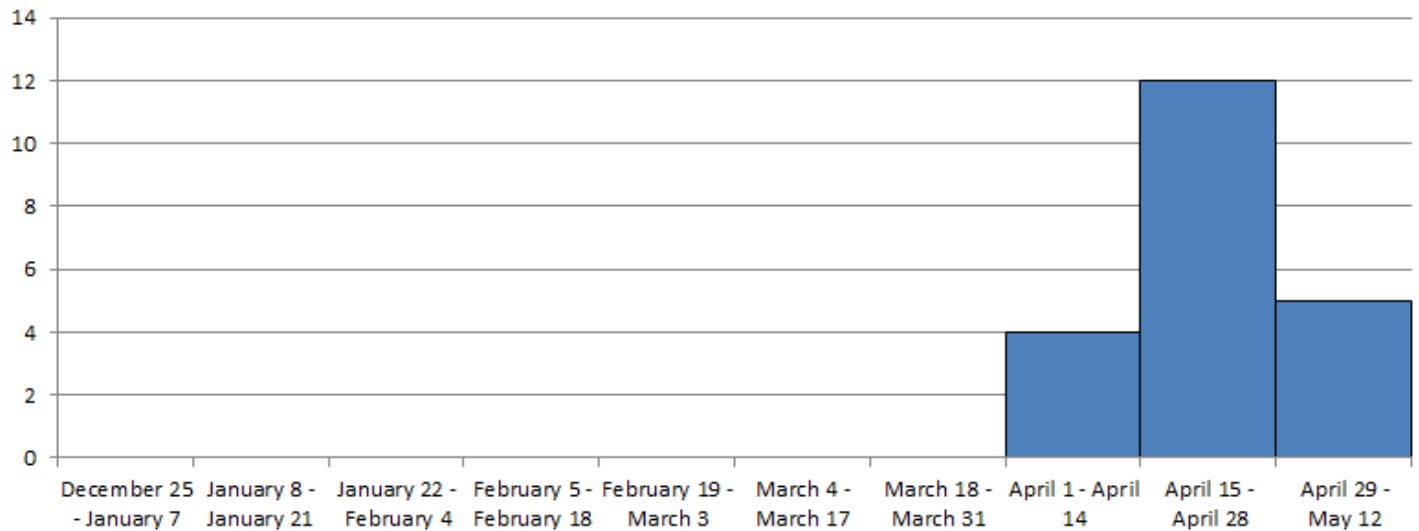 14
12
10
8
6
4
2
0
December 25 - January 7
January 8 - January 21
January 22 - February 4
February 5 - February 18
February 19 - March 3
March 4 - March 17
March 18 - March 31
April 1 - April 14
April 15 - April 28
April 29 - May 12